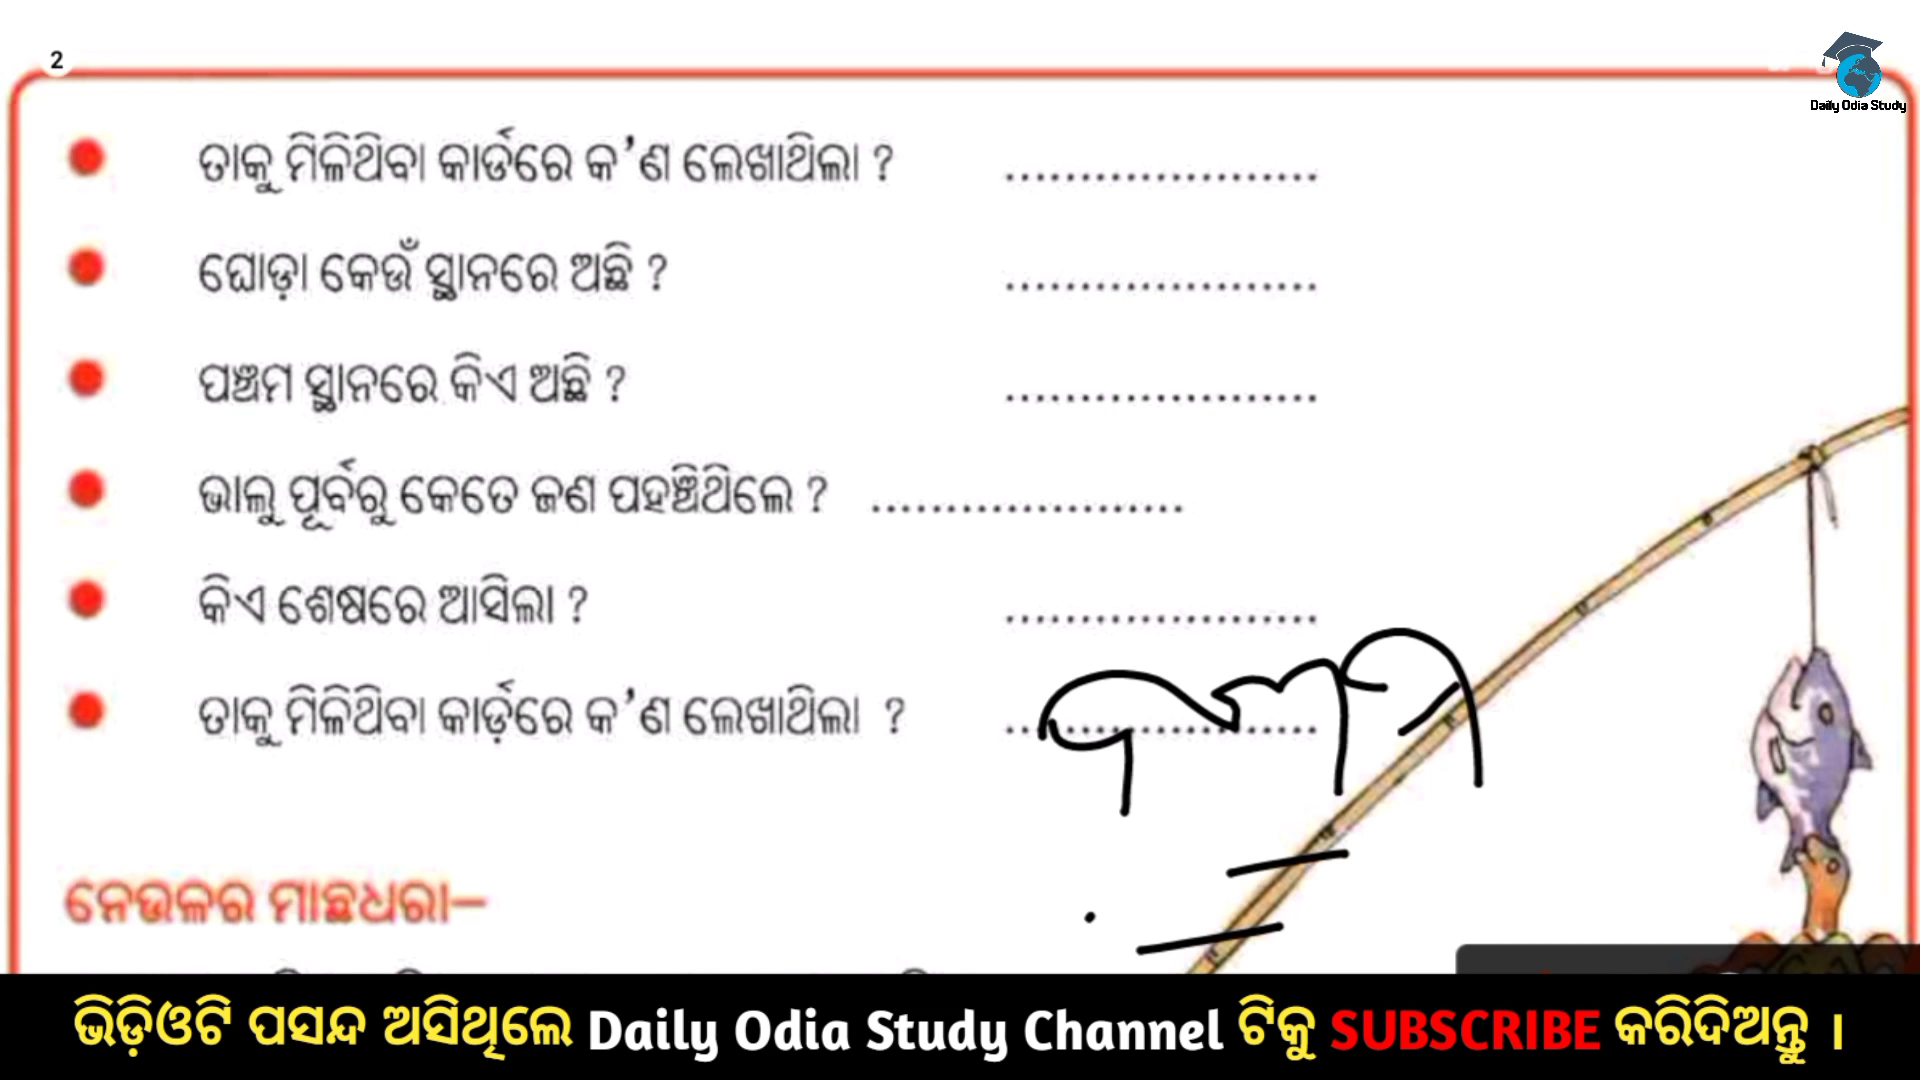 2
Daily Odia Study
ତାକୁ ମିଳିଥିବା କାର୍ଡରେ କ’ଣ ଲେଖାଥିଲା ? .....................
ଘୋଡ଼ା କେଉଁ ସ୍ଥାନରେ ଅଛି ? .....................
ପଞ୍ଚମ ସ୍ଥାନରେ କିଏ ଅଛି ? .....................
ଭାଲୁ ପୂର୍ବରୁ କେତେ ଜଣ ପହଞ୍ଚିଥିଲେ ? .....................
କିଏ ଶେଷରେ ଆସିଲା ? .....................
ତାକୁ ମିଳିଥିବା କାର୍ଡ଼ରେ କ’ଣ ଲେଖାଥିଲା ? .....................
ନେଉଳର ମାଛଧରା–
ଭିଡ଼ିଓଟି ପସନ୍ଦ ଅସିଥିଲେ Daily Odia Study Channel ଟିକୁ SUBSCRIBE କରିଦିଅନ୍ତୁ ।